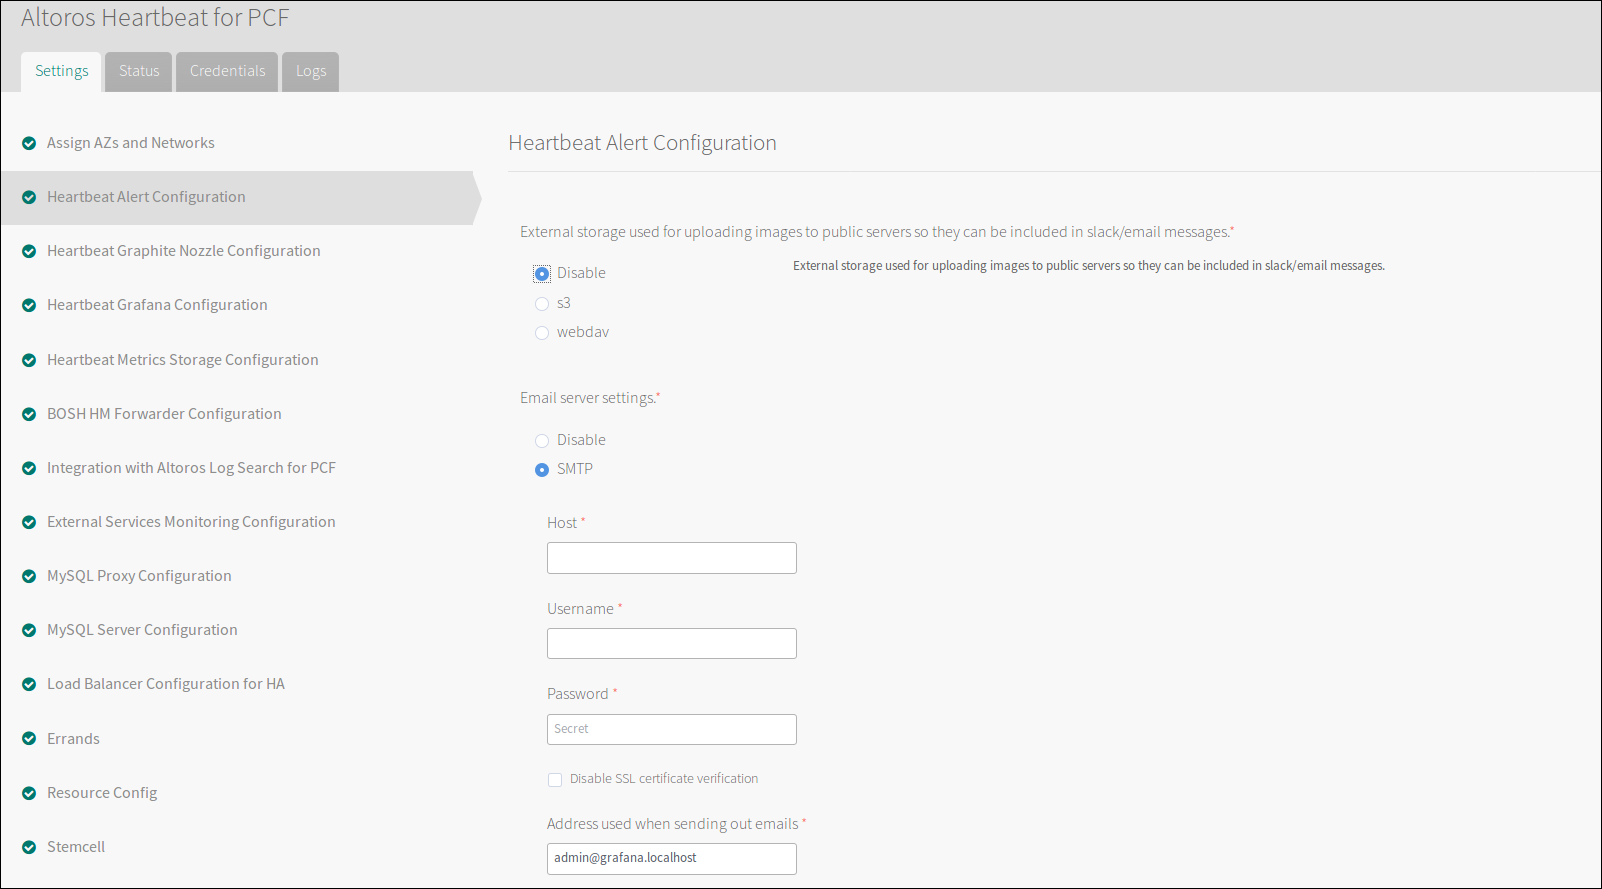 Altoros Heartbeat for PCF
Settings
Status
Credentials
Logs
Assign AZs and Networks
Heartbeat Alert Configuration
Heartbeat Graphite Nozzle Configuration
Heartbeat Grafana Configuration
Heartbeat Metrics Storage Configuration
BOSH HM Forwarder Configuration
Integration with Altoros Log Search for PCF
External Services Monitoring Configuration
MySQL Proxy Configuration
MySQL Server Configuration
Load Balancer Configuration for HA
Errands
Resource Config
Stemcell
Heartbeat Alert Configuration
External storage used for uploading images to public servers so they can be included in slack/email messages.*
Disable
External storage used for uploading images to public servers so they can be included in slack/email messages.
s3
webdav
Email server settings.*
Disable
SMTP
Host *
Username *
Password *
Secret
Disable SSL certificate verification
Address used when sending out emails *
admin@grafana.localhost